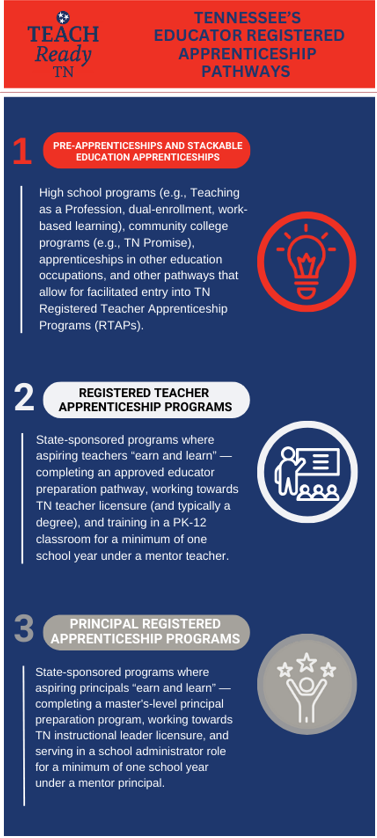 TEACH
Ready
TN
TENNESSEE'S
EDUCATOR REGISTERED
APPRENTICESHIP
PATHWAYS
1
PRE-APPRENTICESHIPS AND STACKABLE
EDUCATION APPRENTICESHIPS
High school programs (e.g., Teaching
as a Profession, dual-enrollment, work-
based learning), community college
programs (e.g., TN Promise),
apprenticeships in other education
occupations, and other pathways that
allow for facilitated entry into TN
Registered Teacher Apprenticeship
Programs (RTAPs).
2
REGISTERED TEACHER
APPRENTICESHIP PROGRAMS
State-sponsored programs where
aspiring teachers “earn and learn” —
completing an approved educator
preparation pathway, working towards
TN teacher licensure (and typically a
degree), and training in a PK-12
classroom for a minimum of one
school year under a mentor teacher.
3
PRINCIPAL REGISTERED
APPRENTICESHIP PROGRAMS
State-sponsored programs where
aspiring principals “earn and learn” —
completing a master's-level principal
preparation program, working towards
TN instructional leader licensure, and
serving in a school administrator role
for a minimum of one school year
under a mentor principal.